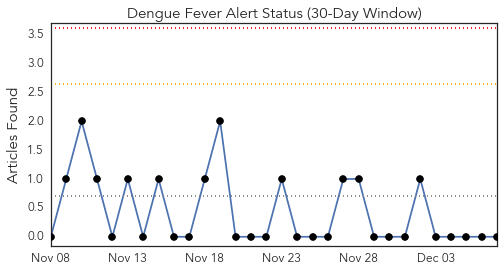 Dengue Fever Alert Status (30-Day Window)
Articles Found
3.5
3.0
2.5
2.0
1.5
1.0
0.5
0.0
Nov 08 Nov 13 Nov 18 Nov 23 Nov 28 Dec 03